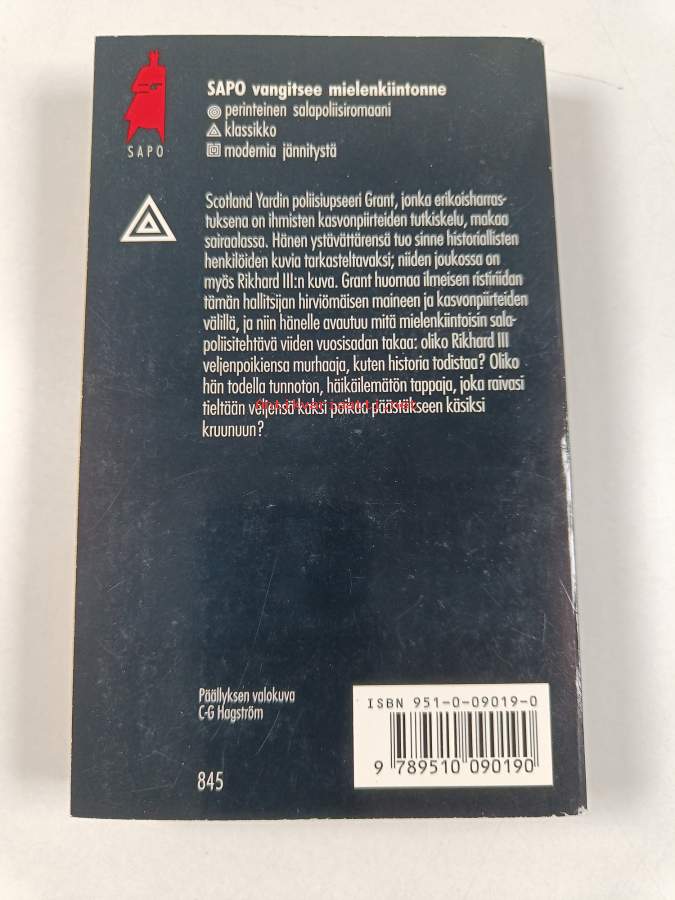 SAPO
SAPO vangitsee mielenkiintonne
perinteinen salapoliisiromaani
klassikko
modernia jännitystä
Scotland Yardin poliisiupseeri Grant, jonka erikoisharras-
tuksena on ihmisten kasvonpiirteiden tutkiskelu, makaa
sairaalassa. Hänen ystävättärensä tuo sinne historiallisten
henkilöiden kuvia tarkasteltavaksi; niiden joukossa on
myös Rikhard III:n kuva. Grant huomaa ilmeisen ristiriidan
tämän hallitsijan hirviömäisen maineen ja kasvonpiirteiden
välillä, ja niin hänelle avautuu mitä mielenkiintoisin sala-
poliisitehtävä viiden vuosisadan takaa: oliko Rikhard III
veljenpoikiensa murhaaja, kuten historia todistaa? Oliko
hän todella tunnoton, häikäilemätön tappaja, joka raivasi
tieltään veljensä kaksi poikaa päästäkseen käsiksi
kruunuun?
Päällyksen valokuva
C-G Hagström
845
ISBN 951-0-09019-0
9 789510 090190